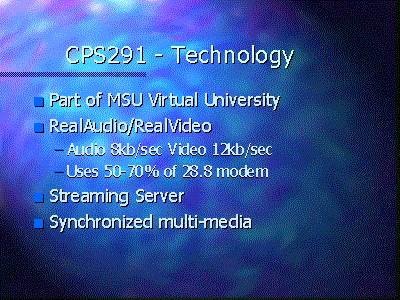 CPS291 - Technology
Part of MSU Virtual University
RealAudio/RealVideo
– Audio 8kb/sec Video 12kb/sec
– Uses 50-70% of 28.8 modem
Streaming Server
Synchronized multi-media